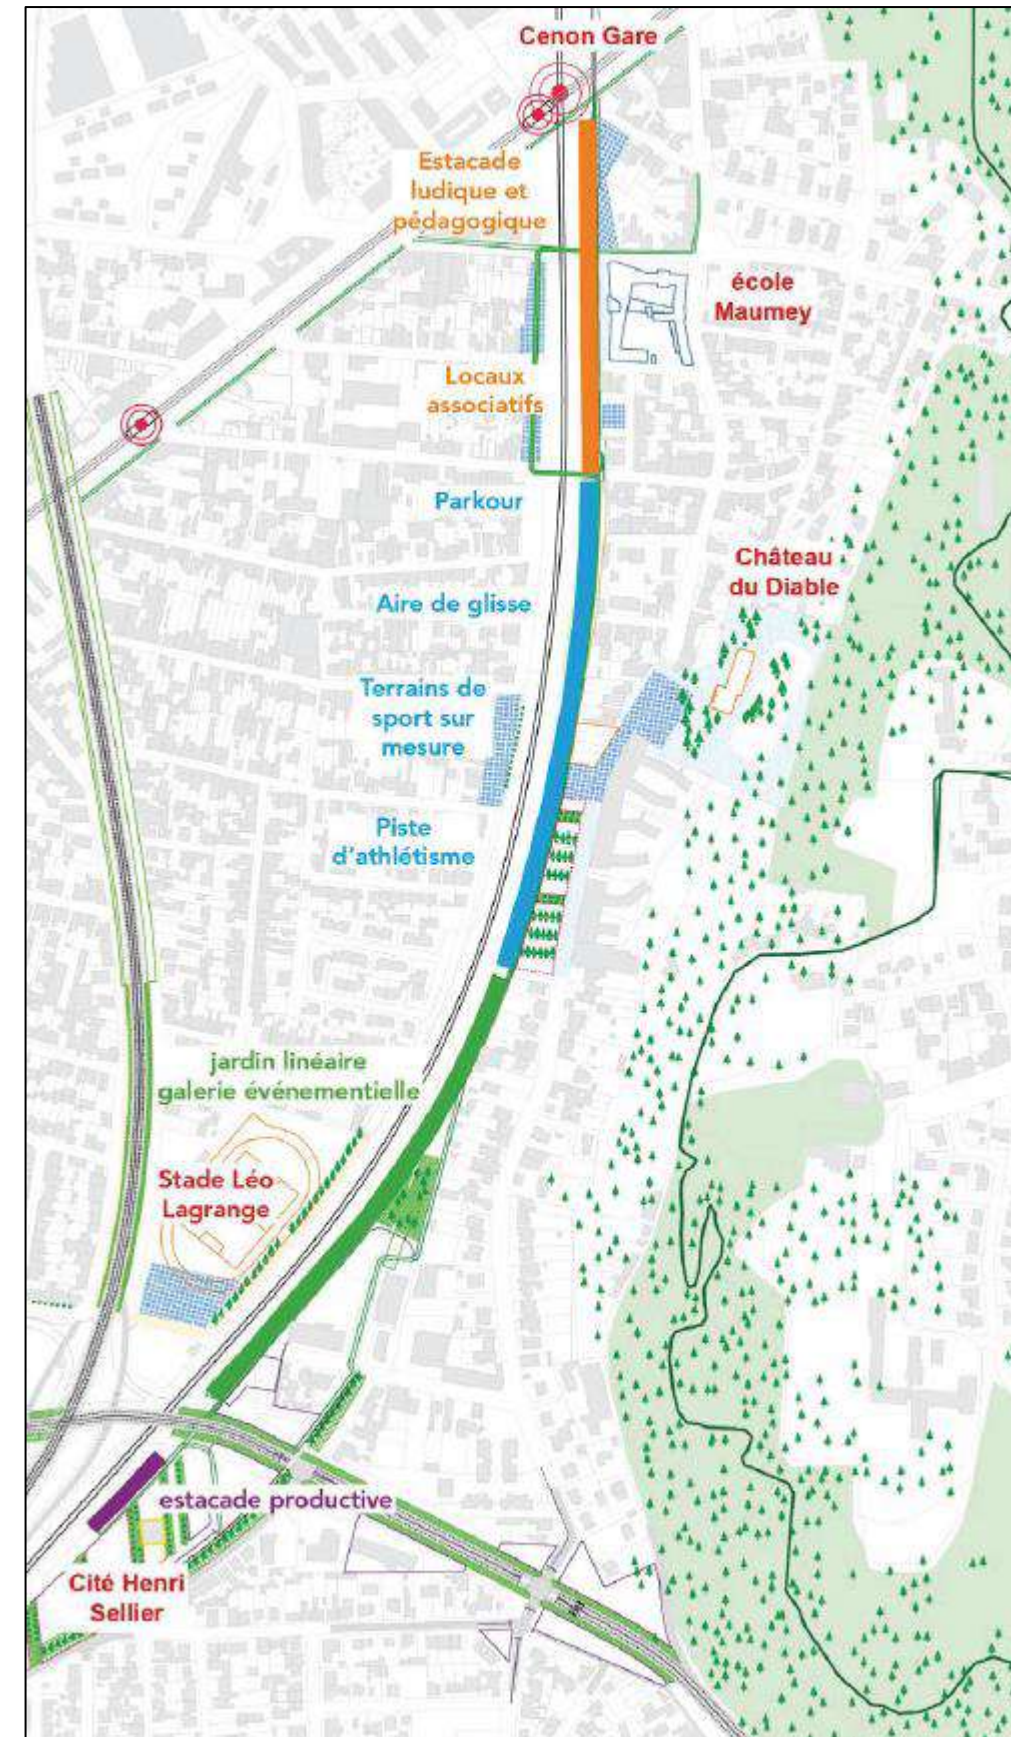 Cenon Gare
Estacade
ludique et
pédagogique
école
Maumey
Locaux
associatifs
Parkour
Château
du Diable
Aire de glisse
Terrains de
sport sur
mesure
Piste
d'athlétisme
jardin linéaire
galerie événementielle
Stade Léo
Lagrange
estacade productive
Cité Henri
Sellier